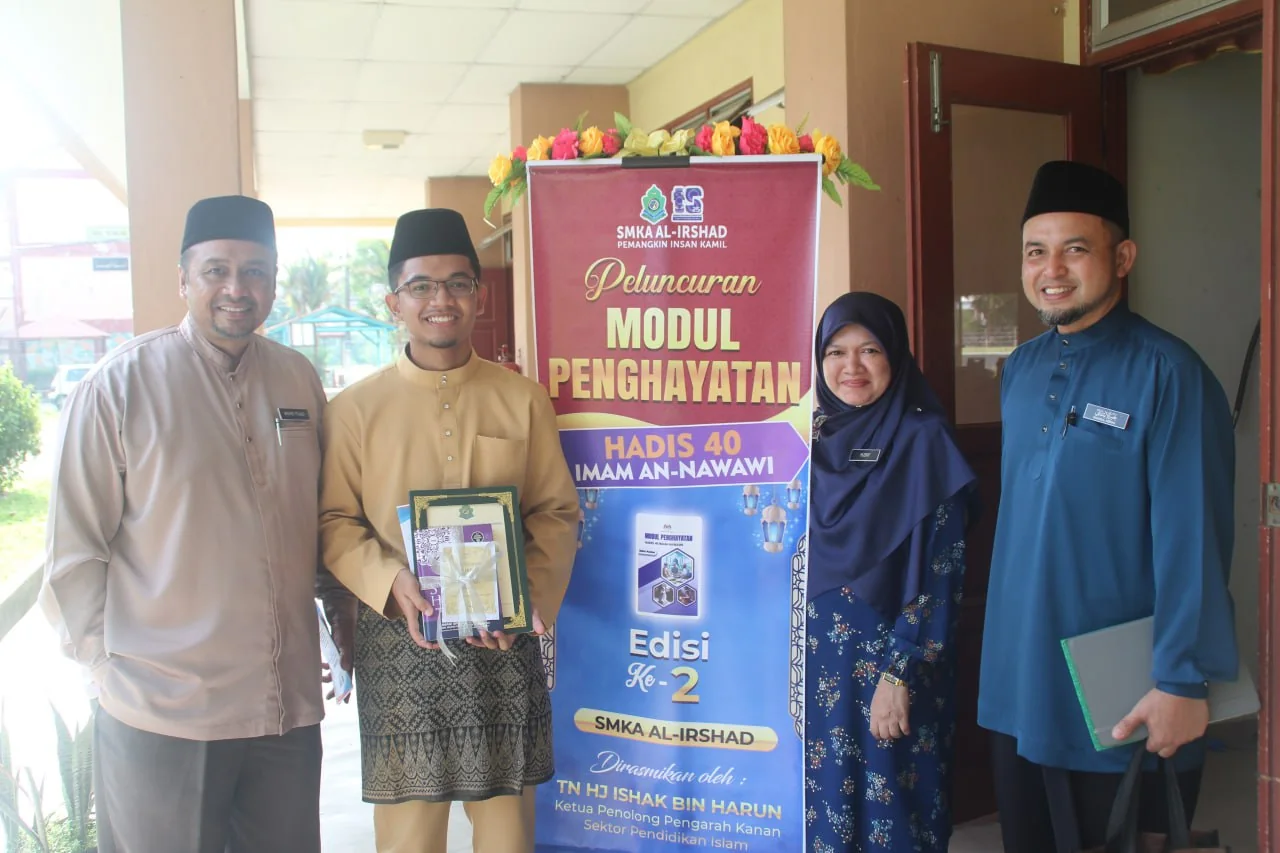 SMKA AL-IRSHAD
PEMANGKIN INSAN KAMIL
Peluncuran
MODUL
PENGHAYATAN
HADIS 40
IMAM AN-NAWAWI
MODUL PENGHAYATAN
Edisi
Ke - 2
SMKA AL-IRSHAD
Dirasmikan oleh :
TN HJ ISHAK BIN HARUN
Ketua Penolong Pengarah Kanan
Sektor Pendidikan Islam